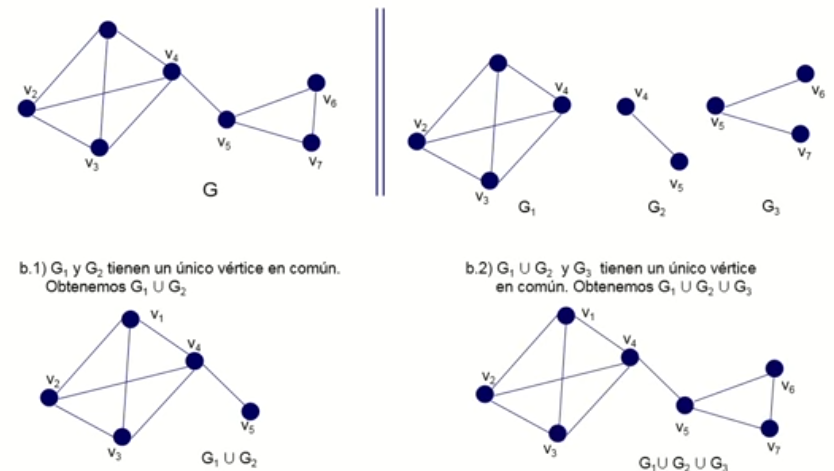 v₄
v₂
v₆
v₅
v₃
v₇
G
v₄
v₂
v₃
G₁
v₄
v₅
G₂
v₆
v₅
v₇
G₃
b.1) G₁ y G₂ tienen un único vértice en común.
Obtenemos G₁ ∪ G₂
v₁
v₄
v₂
v₅
v₃
G₁ ∪ G₂
b.2) G₁ ∪ G₂ y G₃ tienen un único vértice
en común. Obtenemos G₁ ∪ G₂ ∪ G₃
v₁
v₄
v₂
v₆
v₅
v₃
v₇
G₁∪ G₂ ∪ G₃